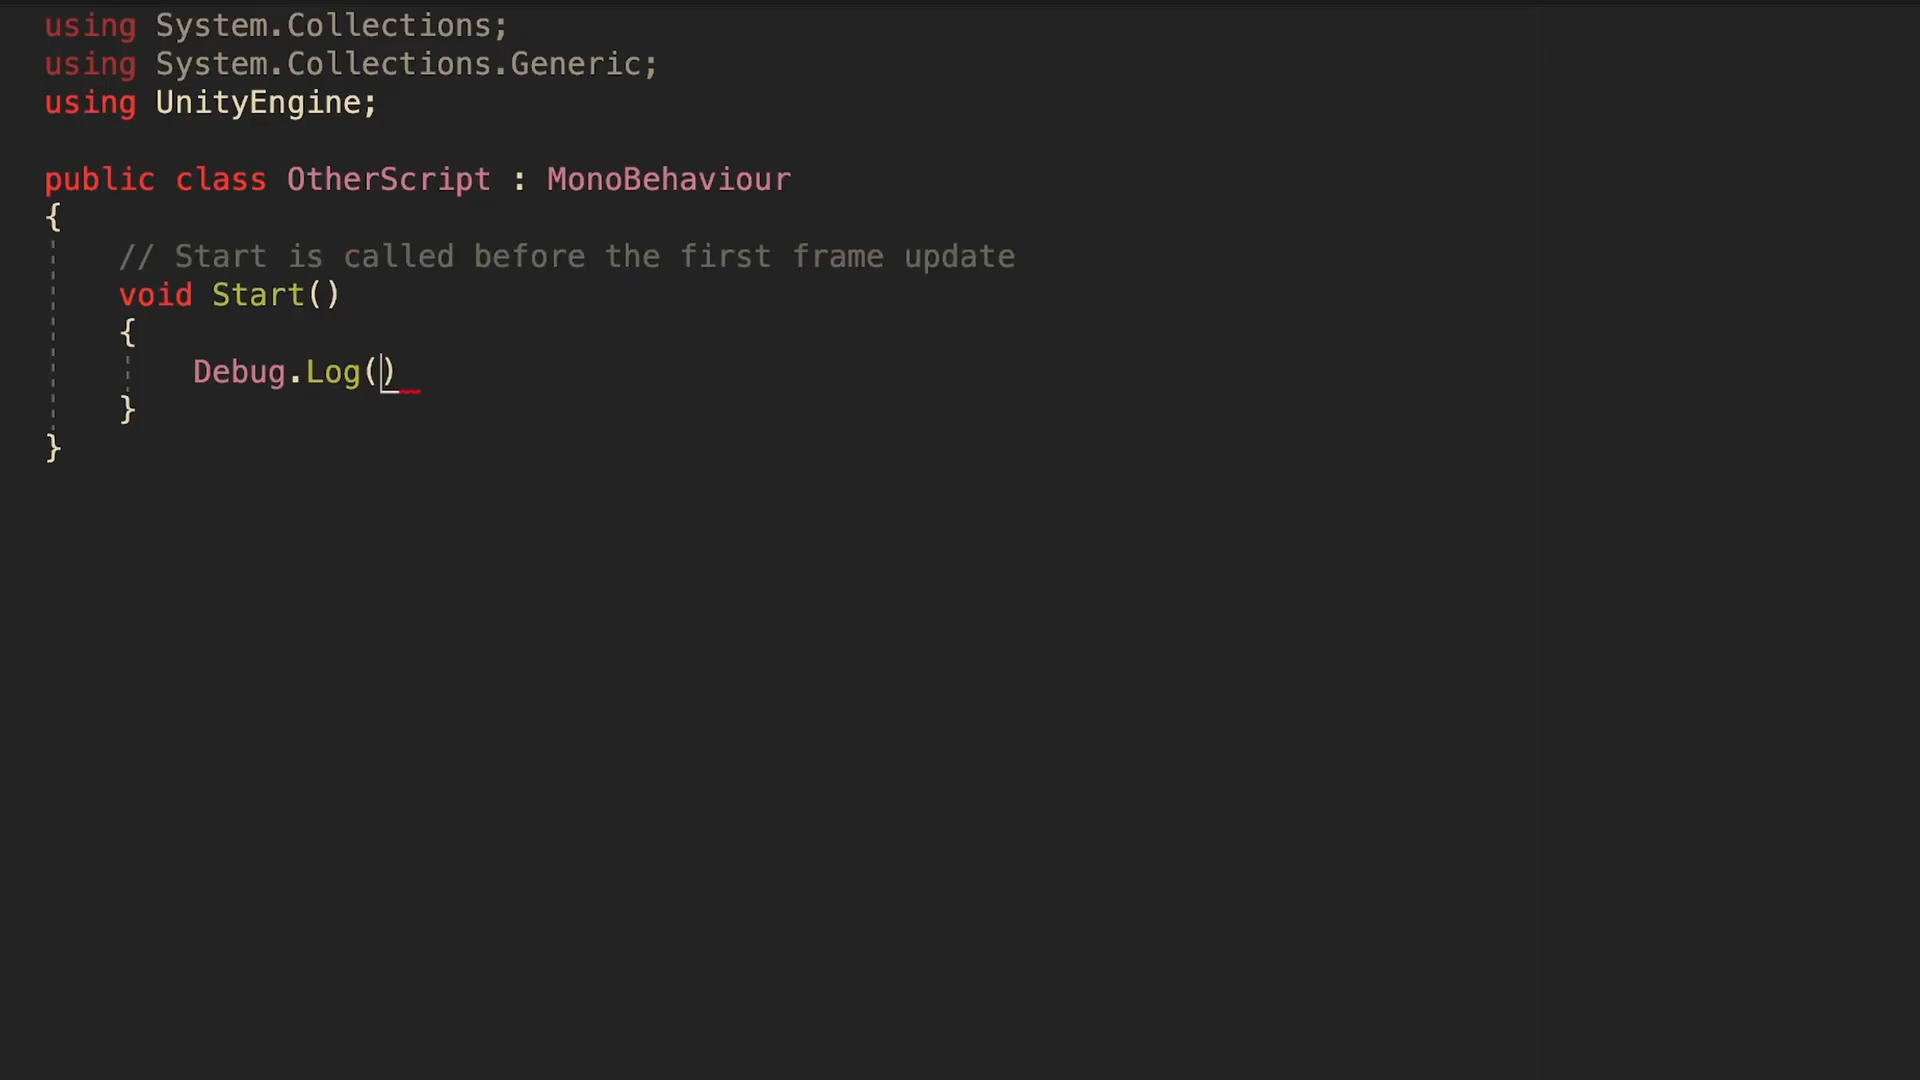 using System.Collections;
using System.Collections.Generic;
using UnityEngine;
public class OtherScript : MonoBehaviour
{
// Start is called before the first frame update
void Start()
{
Debug.Log()
}
}